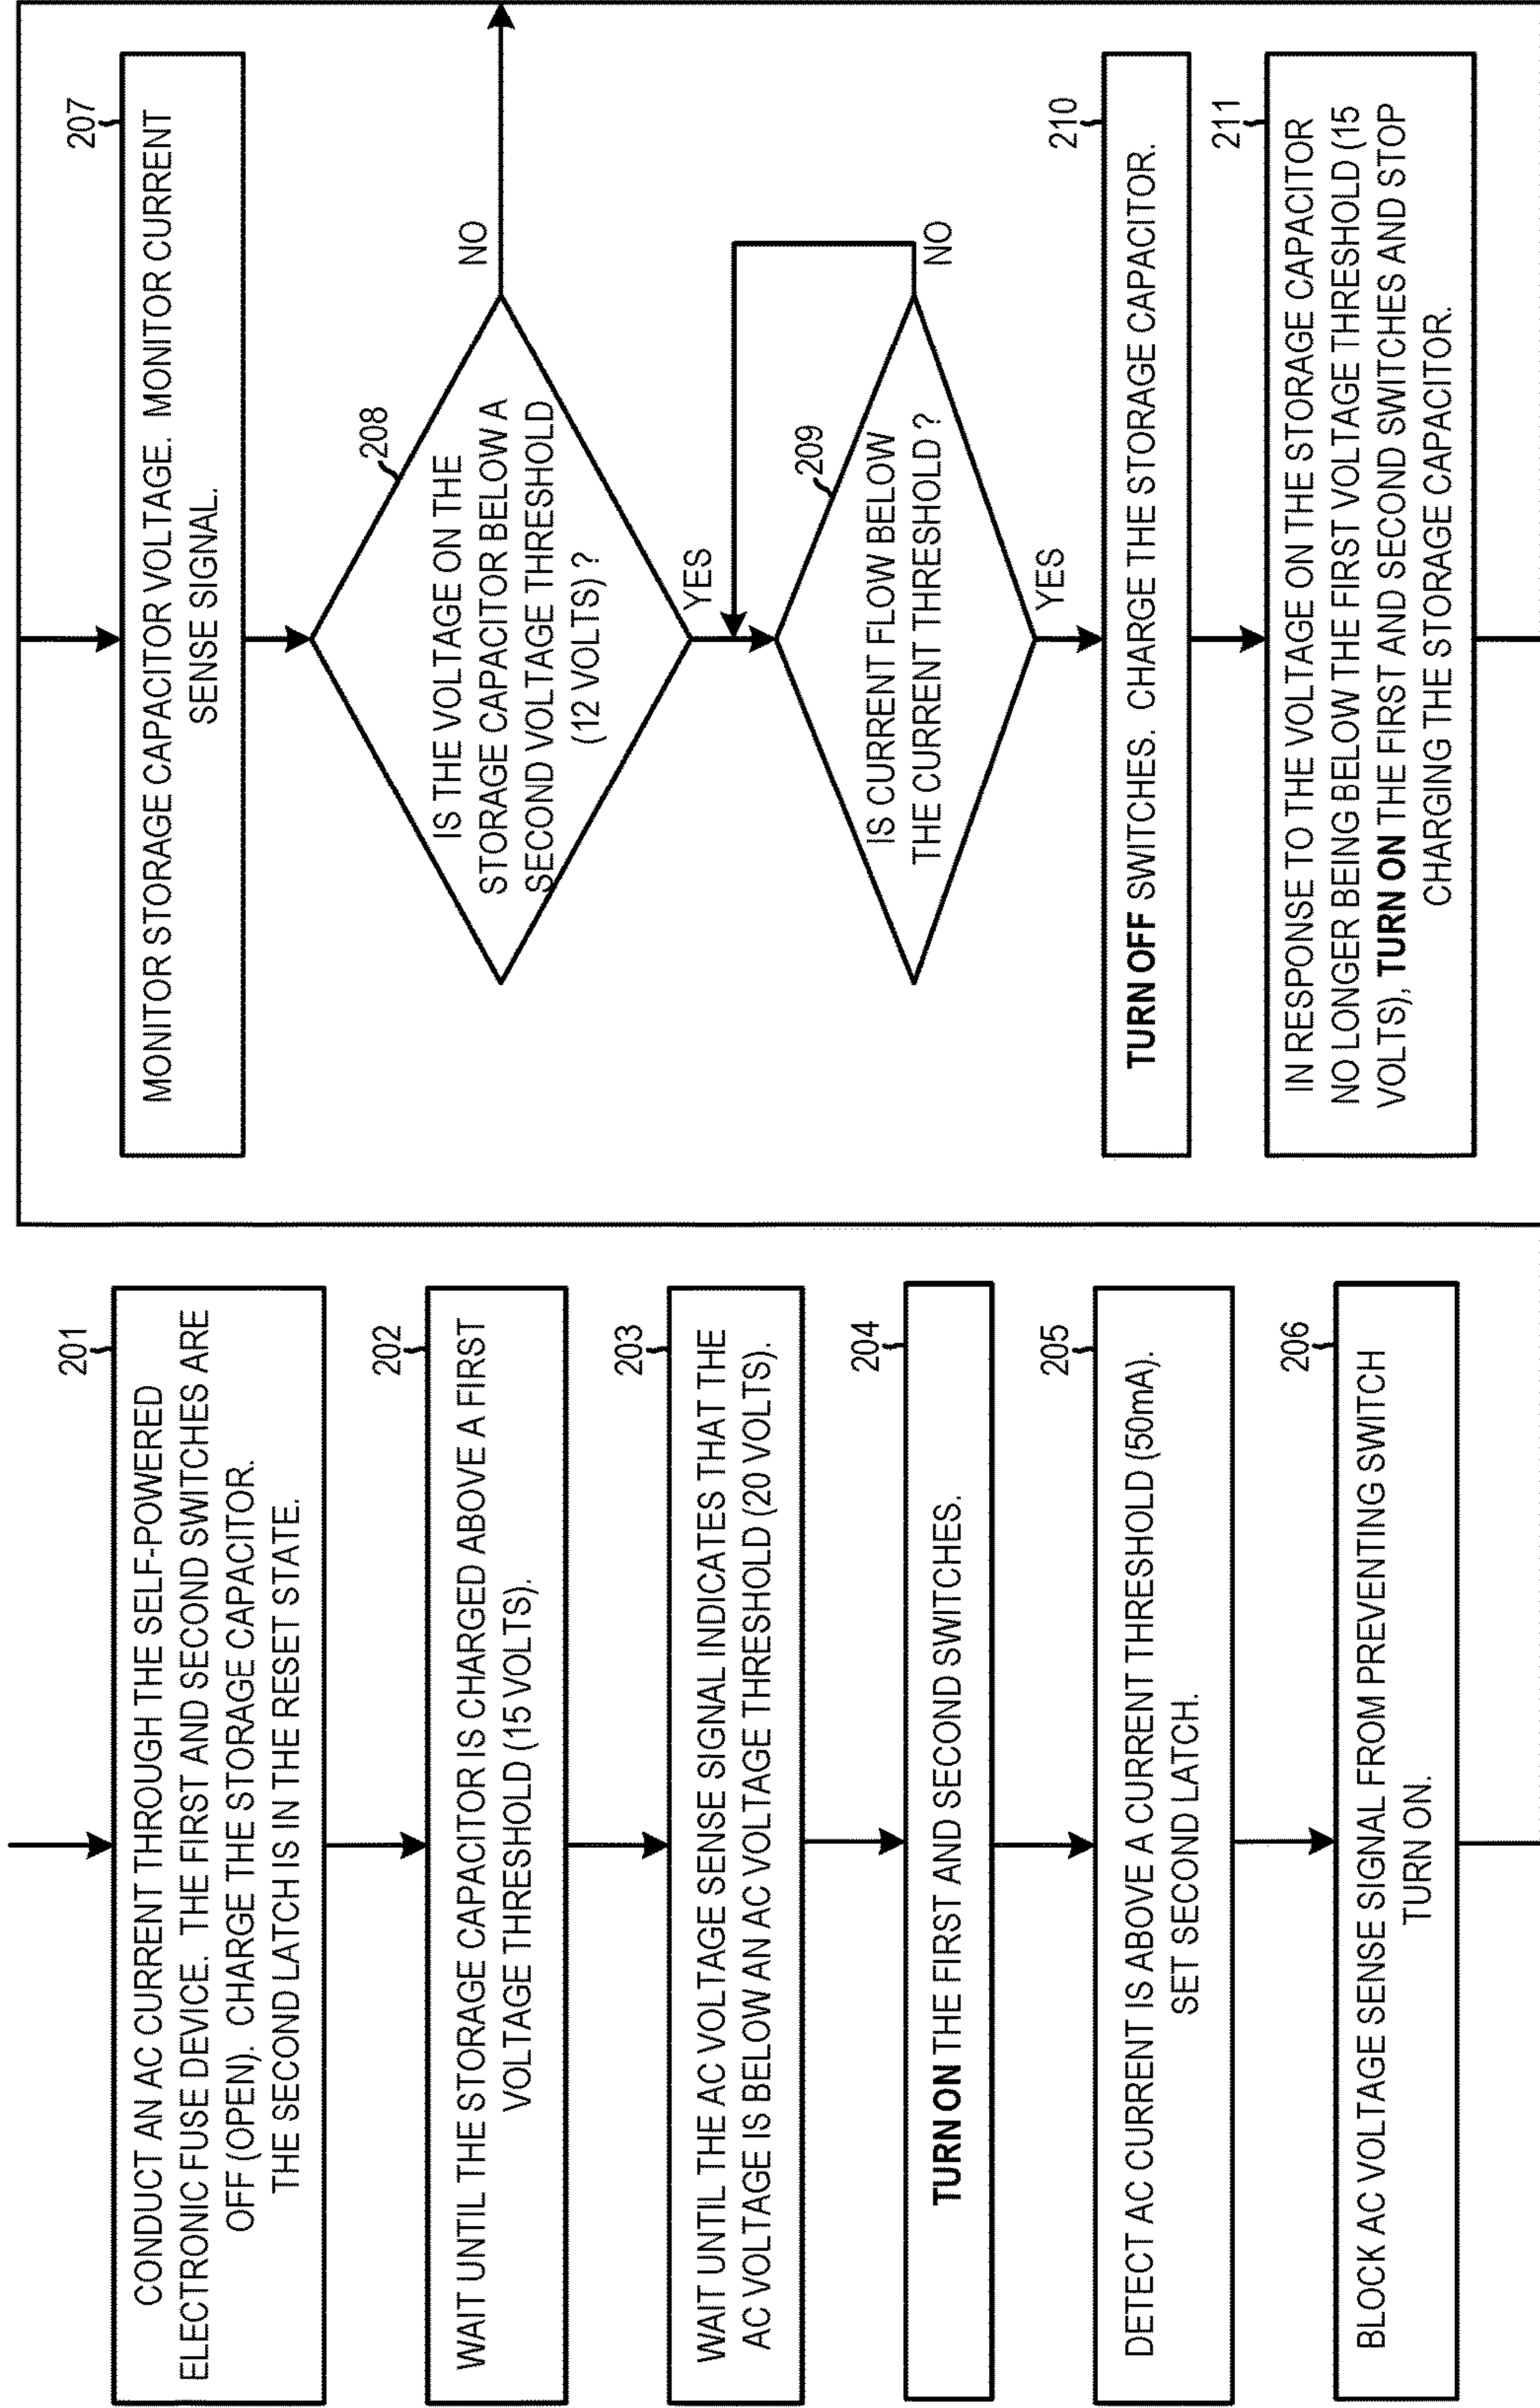 201
CONDUCT AN AC CURRENT THROUGH THE SELF-POWERED
ELECTRONIC FUSE DEVICE. THE FIRST AND SECOND SWITCHES ARE
OFF (OPEN). CHARGE THE STORAGE CAPACITOR.
THE SECOND LATCH IS IN THE RESET STATE.
202
WAIT UNTIL THE STORAGE CAPACITOR IS CHARGED ABOVE A FIRST
VOLTAGE THRESHOLD (15 VOLTS).
203
WAIT UNTIL THE AC VOLTAGE SENSE SIGNAL INDICATES THAT THE
AC VOLTAGE IS BELOW AN AC VOLTAGE THRESHOLD (20 VOLTS).
204
TURN ON THE FIRST AND SECOND SWITCHES.
205
DETECT AC CURRENT IS ABOVE A CURRENT THRESHOLD (50mA).
SET SECOND LATCH.
206
BLOCK AC VOLTAGE SENSE SIGNAL FROM PREVENTING SWITCH
TURN ON.
207
MONITOR STORAGE CAPACITOR VOLTAGE. MONITOR CURRENT
SENSE SIGNAL.
208
IS THE VOLTAGE ON THE
STORAGE CAPACITOR BELOW A
SECOND VOLTAGE THRESHOLD
(12 VOLTS) ?
NO
YES
209
IS CURRENT FLOW BELOW
THE CURRENT THRESHOLD ?
NO
YES
210
TURN OFF SWITCHES. CHARGE THE STORAGE CAPACITOR.
211
IN RESPONSE TO THE VOLTAGE ON THE STORAGE CAPACITOR
NO LONGER BEING BELOW THE FIRST VOLTAGE THRESHOLD (15
VOLTS), TURN ON THE FIRST AND SECOND SWITCHES AND STOP
CHARGING THE STORAGE CAPACITOR.